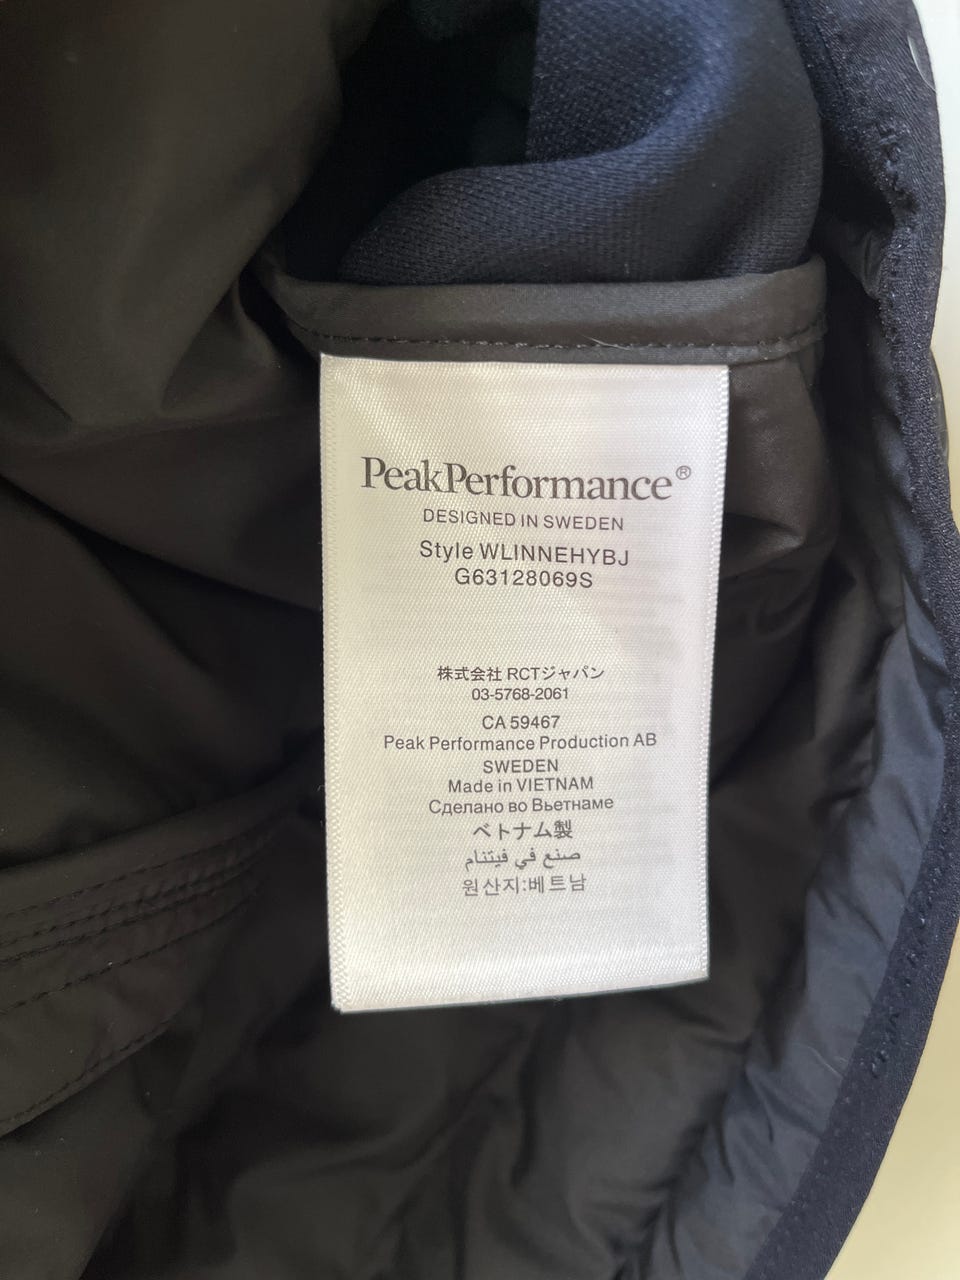 PeakPerformance®
DESIGNED IN SWEDEN
Style WLINNEHYBJ
G63128069S
株式会社 RCTジャパン
03-5768-2061
CA 59467
Peak Performance Production AB
SWEDEN
Made in VIETNAM
Сделано во Вьетнаме
ベトナム製
صنع في فيتنام
원산지:베트남